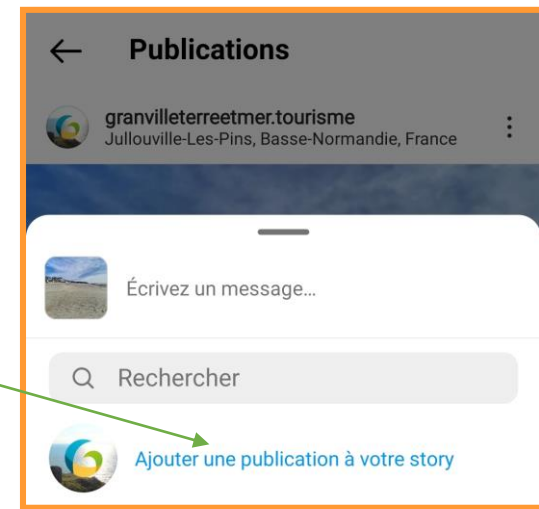 Publications
granvilleterreetmer.tourisme
Jullouville-Les-Pins, Basse-Normandie, France
Écrivez un message...
Rechercher
Ajouter une publication à votre story